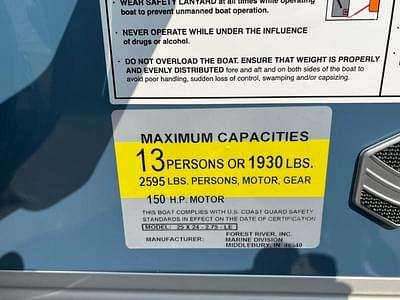 • WEAR SAFETY LANYARD at all times while operating
boat to prevent unmanned boat operation.
• NEVER OPERATE WHILE UNDER THE INFLUENCE
of drugs or alcohol.
• DO NOT OVERLOAD THE BOAT. ENSURE THAT WEIGHT IS PROPERLY
AND EVENLY DISTRIBUTED fore and aft and on both sides of the boat to
avoid poor handling, sudden loss of control, swamping and/or capsizing.
MAXIMUM CAPACITIES
13 PERSONS OR 1930 LBS.
2595 LBS. PERSONS, MOTOR, GEAR
150 H.P. MOTOR
THIS BOAT COMPLIES WITH U.S. COAST GUARD SAFETY
STANDARDS IN EFFECT ON THE DATE OF CERTIFICATION
MODEL: 25 X 24 - 2.75 - LE
MANUFACTURER: FOREST RIVER, INC.
MARINE DIVISION
MIDDLEBURY, IN 46540